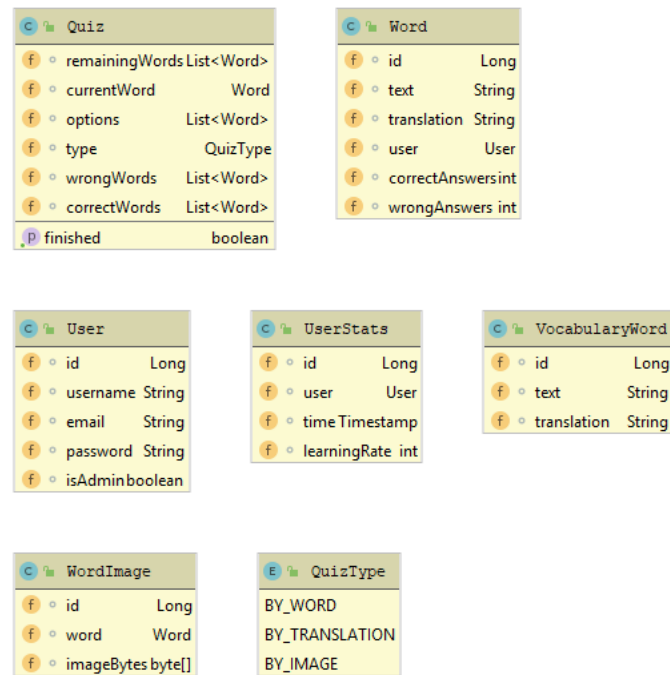 C Quiz
f remainingWords List<Word>
f currentWord Word
f options List<Word>
f type QuizType
f wrongWords List<Word>
f correctWords List<Word>
p finished boolean
C Word
f id Long
f text String
f translation String
f user User
f correctAnswers int
f wrongAnswers int
C User
f id Long
f username String
f email String
f password String
f isAdmin boolean
C UserStats
f id Long
f user User
f time Timestamp
f learningRate int
C VocabularyWord
f id Long
f text String
f translation String
C WordImage
f id Long
f word Word
f imageBytes byte[]
E QuizType
BY_WORD
BY_TRANSLATION
BY_IMAGE